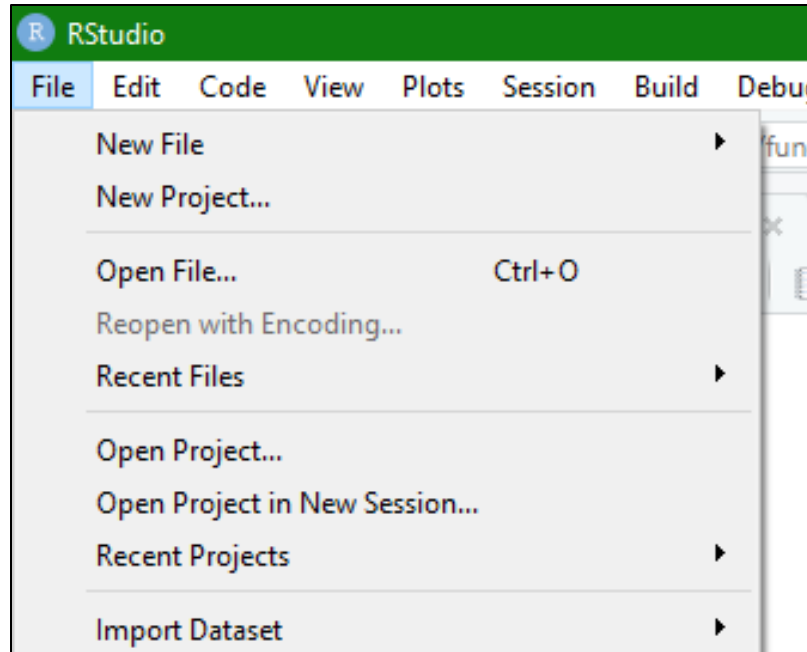 R RStudio
File Edit Code View Plots Session Build
New File
New Project...
Open File... Ctrl+O
Reopen with Encoding...
Recent Files
Open Project...
Open Project in New Session...
Recent Projects
Import Dataset